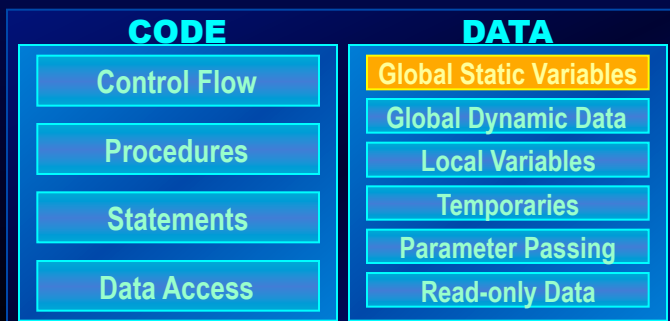 CODE
Control Flow
Procedures
Statements
Data Access
DATA
Global Static Variables
Global Dynamic Data
Local Variables
Temporaries
Parameter Passing
Read-only Data